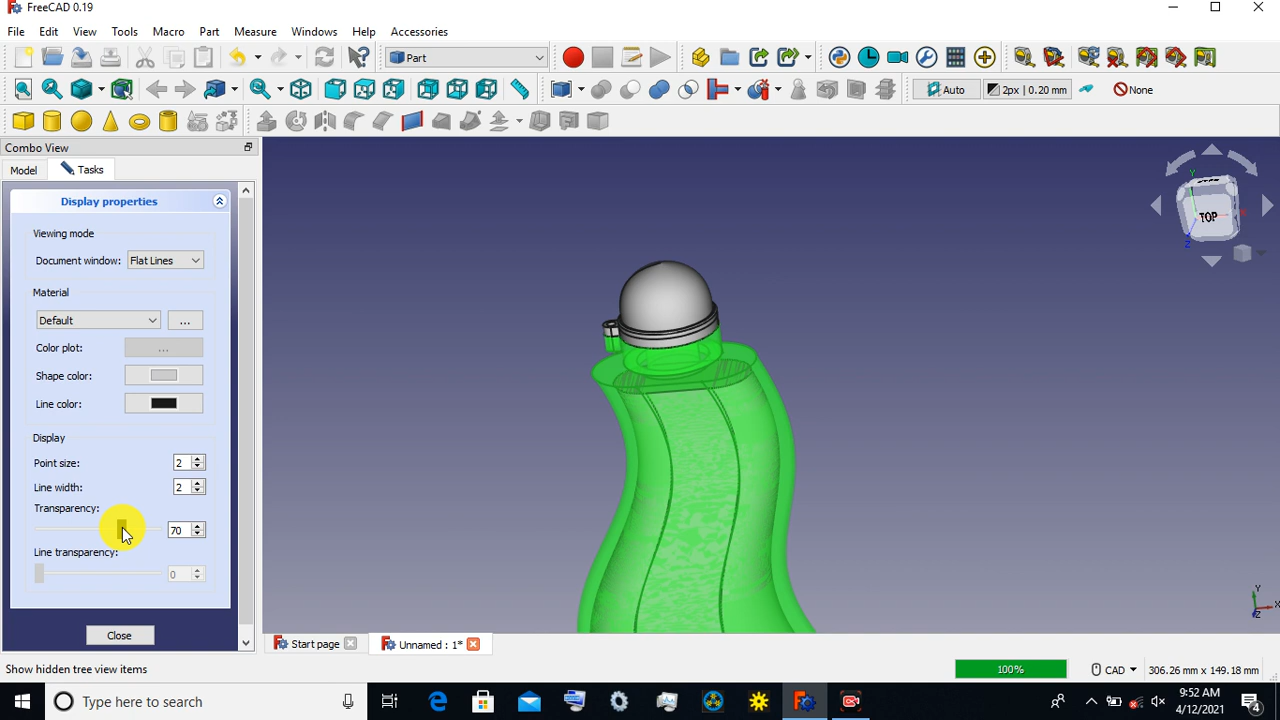 FreeCAD 0.19
File Edit View Tools Macro Part Measure Windows Help Accessories
Part
Auto 2px | 0.20 mm None
Combo View
Model Tasks
Display properties
Viewing mode
Document window: Flat Lines
Material
Default ...
Color plot: ...
Shape color:
Line color:
Display
Point size: 2
Line width: 2
Transparency:
70
Line transparency:
0
Close
Y
TOP
X
Z
Y
X
Z
Start page Unnamed : 1*
Show hidden tree view items 100% CAD 306.26 mm x 149.18 mm
Type here to search 9:52 AM
4/12/2021
4